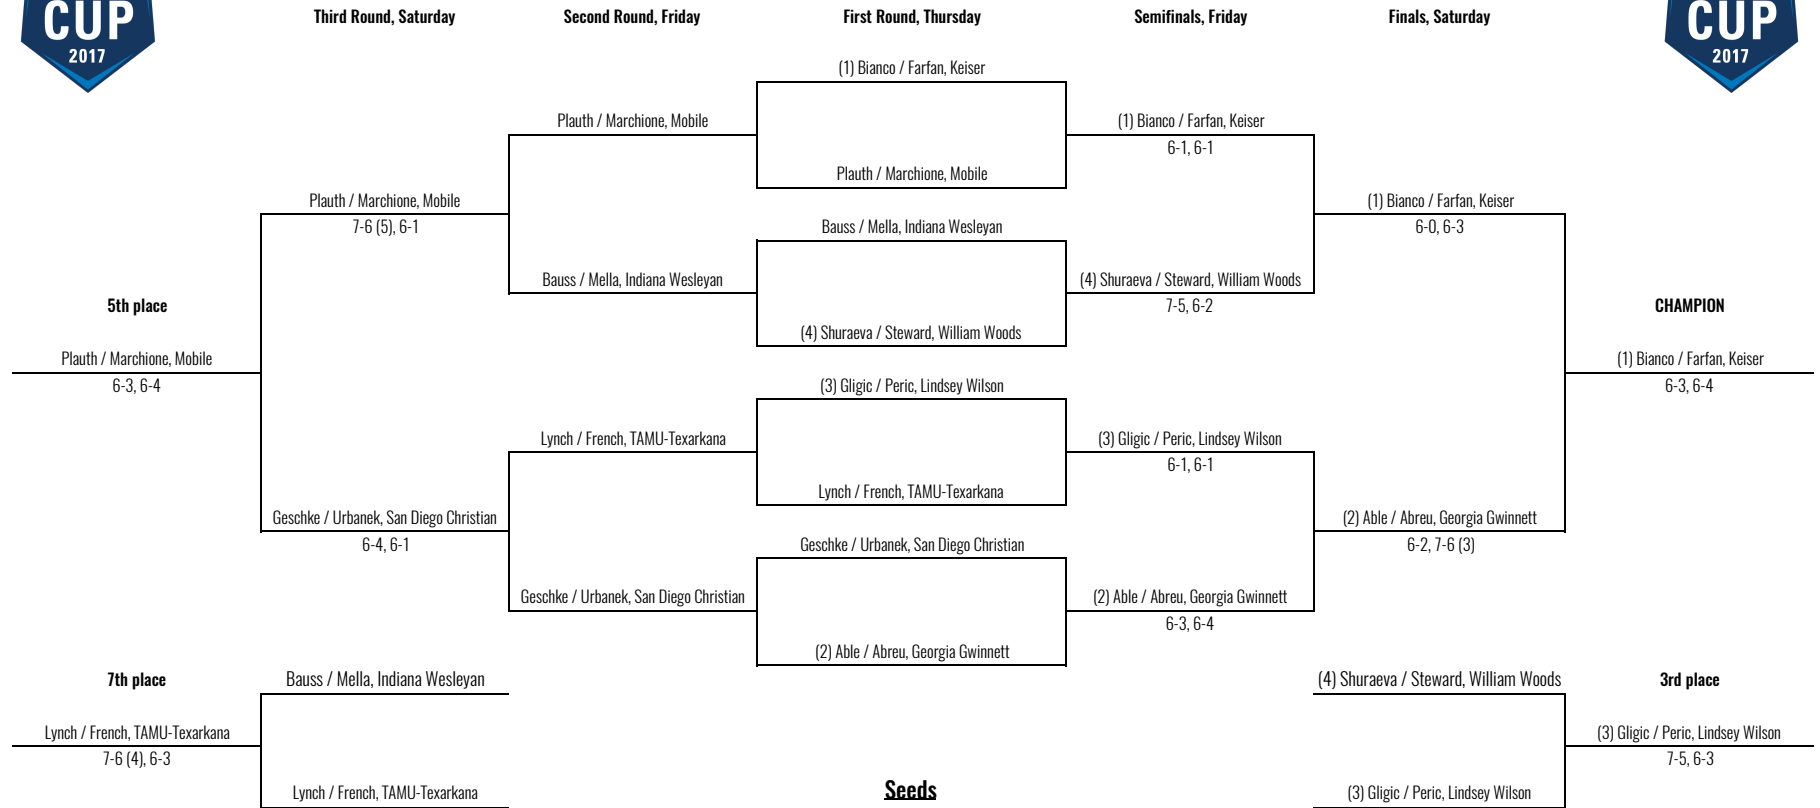 CUP
2017
Third Round, Saturday
Second Round, Friday
First Round, Thursday
Semifinals, Friday
Finals, Saturday
CUP
2017
(1) Bianco / Farfan, Keiser
Plauth / Marchione, Mobile
(1) Bianco / Farfan, Keiser
6-1, 6-1
Plauth / Marchione, Mobile
Plauth / Marchione, Mobile
7-6 (5), 6-1
(1) Bianco / Farfan, Keiser
6-0, 6-3
Bauss / Mella, Indiana Wesleyan
Bauss / Mella, Indiana Wesleyan
(4) Shuraeva / Steward, William Woods
7-5, 6-2
5th place
CHAMPION
(4) Shuraeva / Steward, William Woods
Plauth / Marchione, Mobile
6-3, 6-4
(1) Bianco / Farfan, Keiser
6-3, 6-4
(3) Gligic / Peric, Lindsey Wilson
Lynch / French, TAMU-Texarkana
(3) Gligic / Peric, Lindsey Wilson
6-1, 6-1
Lynch / French, TAMU-Texarkana
Geschke / Urbanek, San Diego Christian
6-4, 6-1
(2) Able / Abreu, Georgia Gwinnett
6-2, 7-6 (3)
Geschke / Urbanek, San Diego Christian
Geschke / Urbanek, San Diego Christian
(2) Able / Abreu, Georgia Gwinnett
6-3, 6-4
(2) Able / Abreu, Georgia Gwinnett
7th place
Bauss / Mella, Indiana Wesleyan
(4) Shuraeva / Steward, William Woods
3rd place
Lynch / French, TAMU-Texarkana
7-6 (4), 6-3
(3) Gligic / Peric, Lindsey Wilson
7-5, 6-3
Lynch / French, TAMU-Texarkana
Seeds
(3) Gligic / Peric, Lindsey Wilson